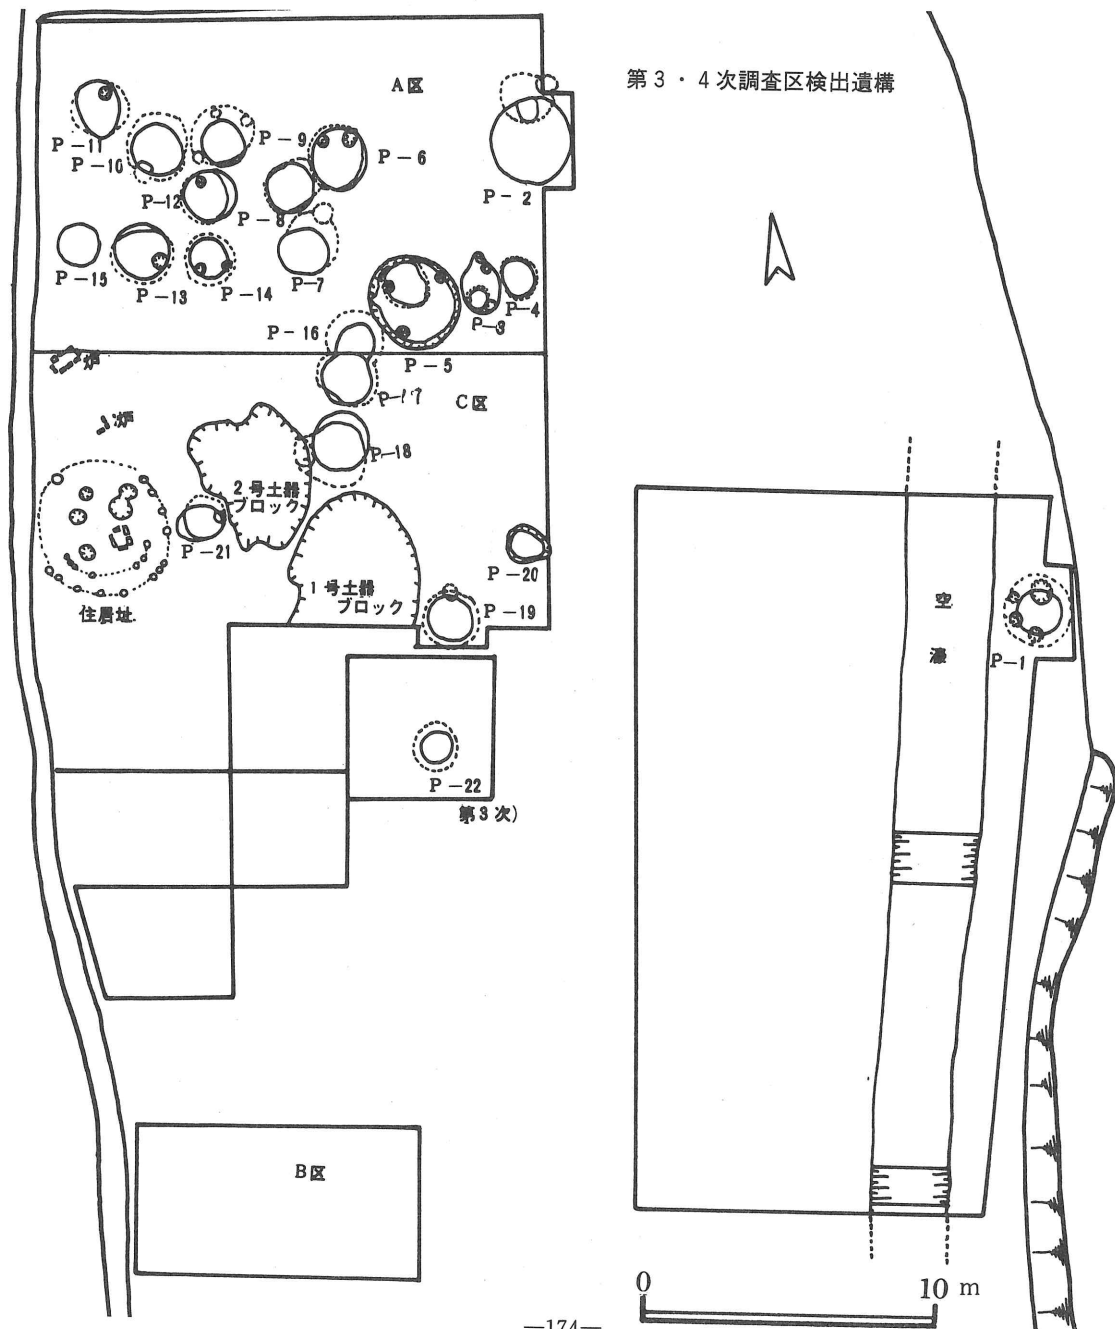 第3・4次調査区検出遺構
A区
P-11
P-10
P-9
P-6
P-2
P-12
P-8
P-15
P-13
P-14
P-7
P-3
P-4
P-16
P-5
炉
P-17
C区
炉
P-18
2号土器
ブロック
P-21
P-20
1号土器
ブロック
P-19
住居址
空
濠
P-1
P-22
第3次)
B区
0 10 m
—174—